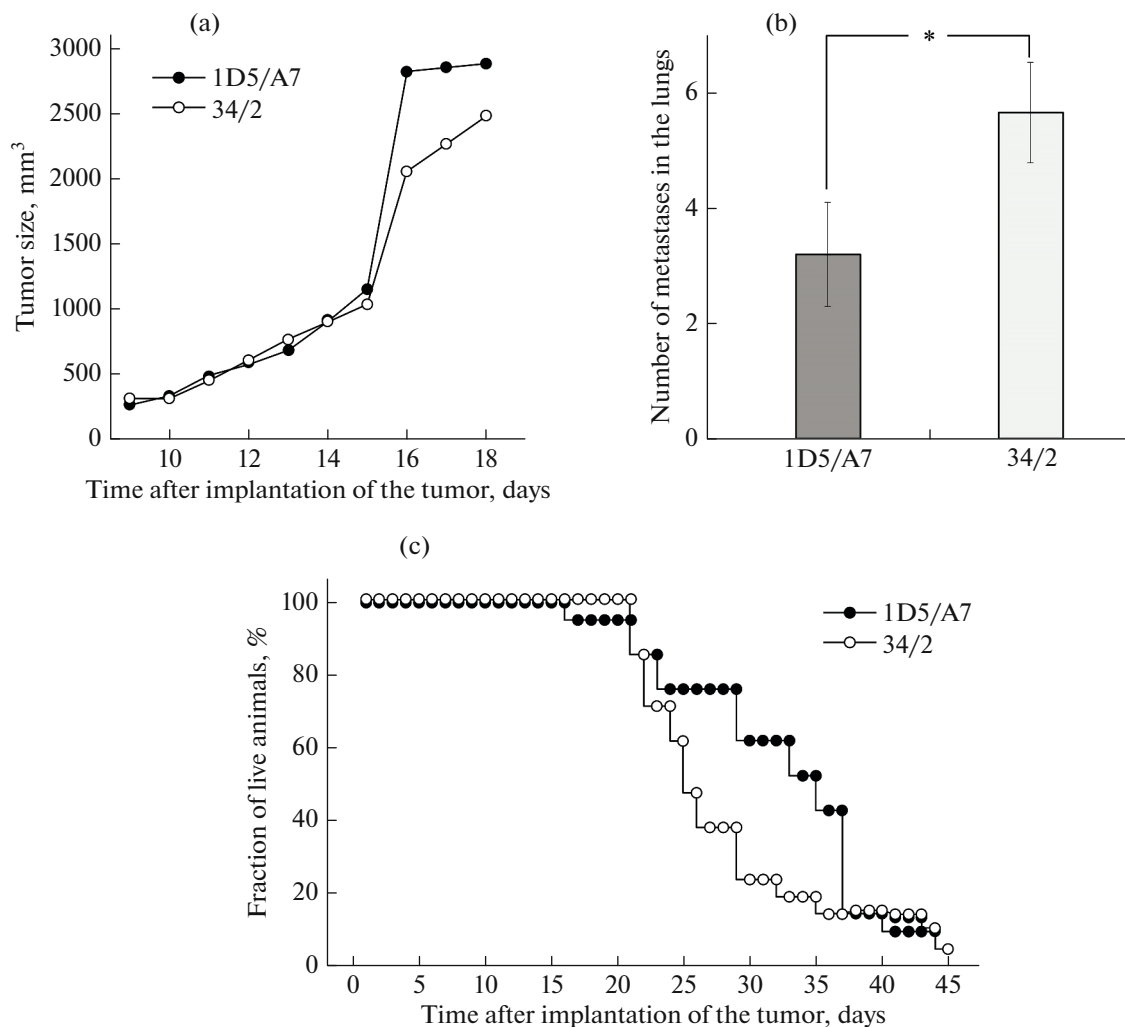 (a)
3000
2500
2000
1500
1000
500
0
Tumor size, mm³
1D5/A7
34/2
10 12 14 16 18
Time after implantation of the tumor, days
(b)
*
6
4
2
0
Number of metastases in the lungs
1D5/A7 34/2
(c)
100
80
60
40
20
0
Fraction of live animals, %
1D5/A7
34/2
0 5 10 15 20 25 30 35 40 45
Time after implantation of the tumor, days